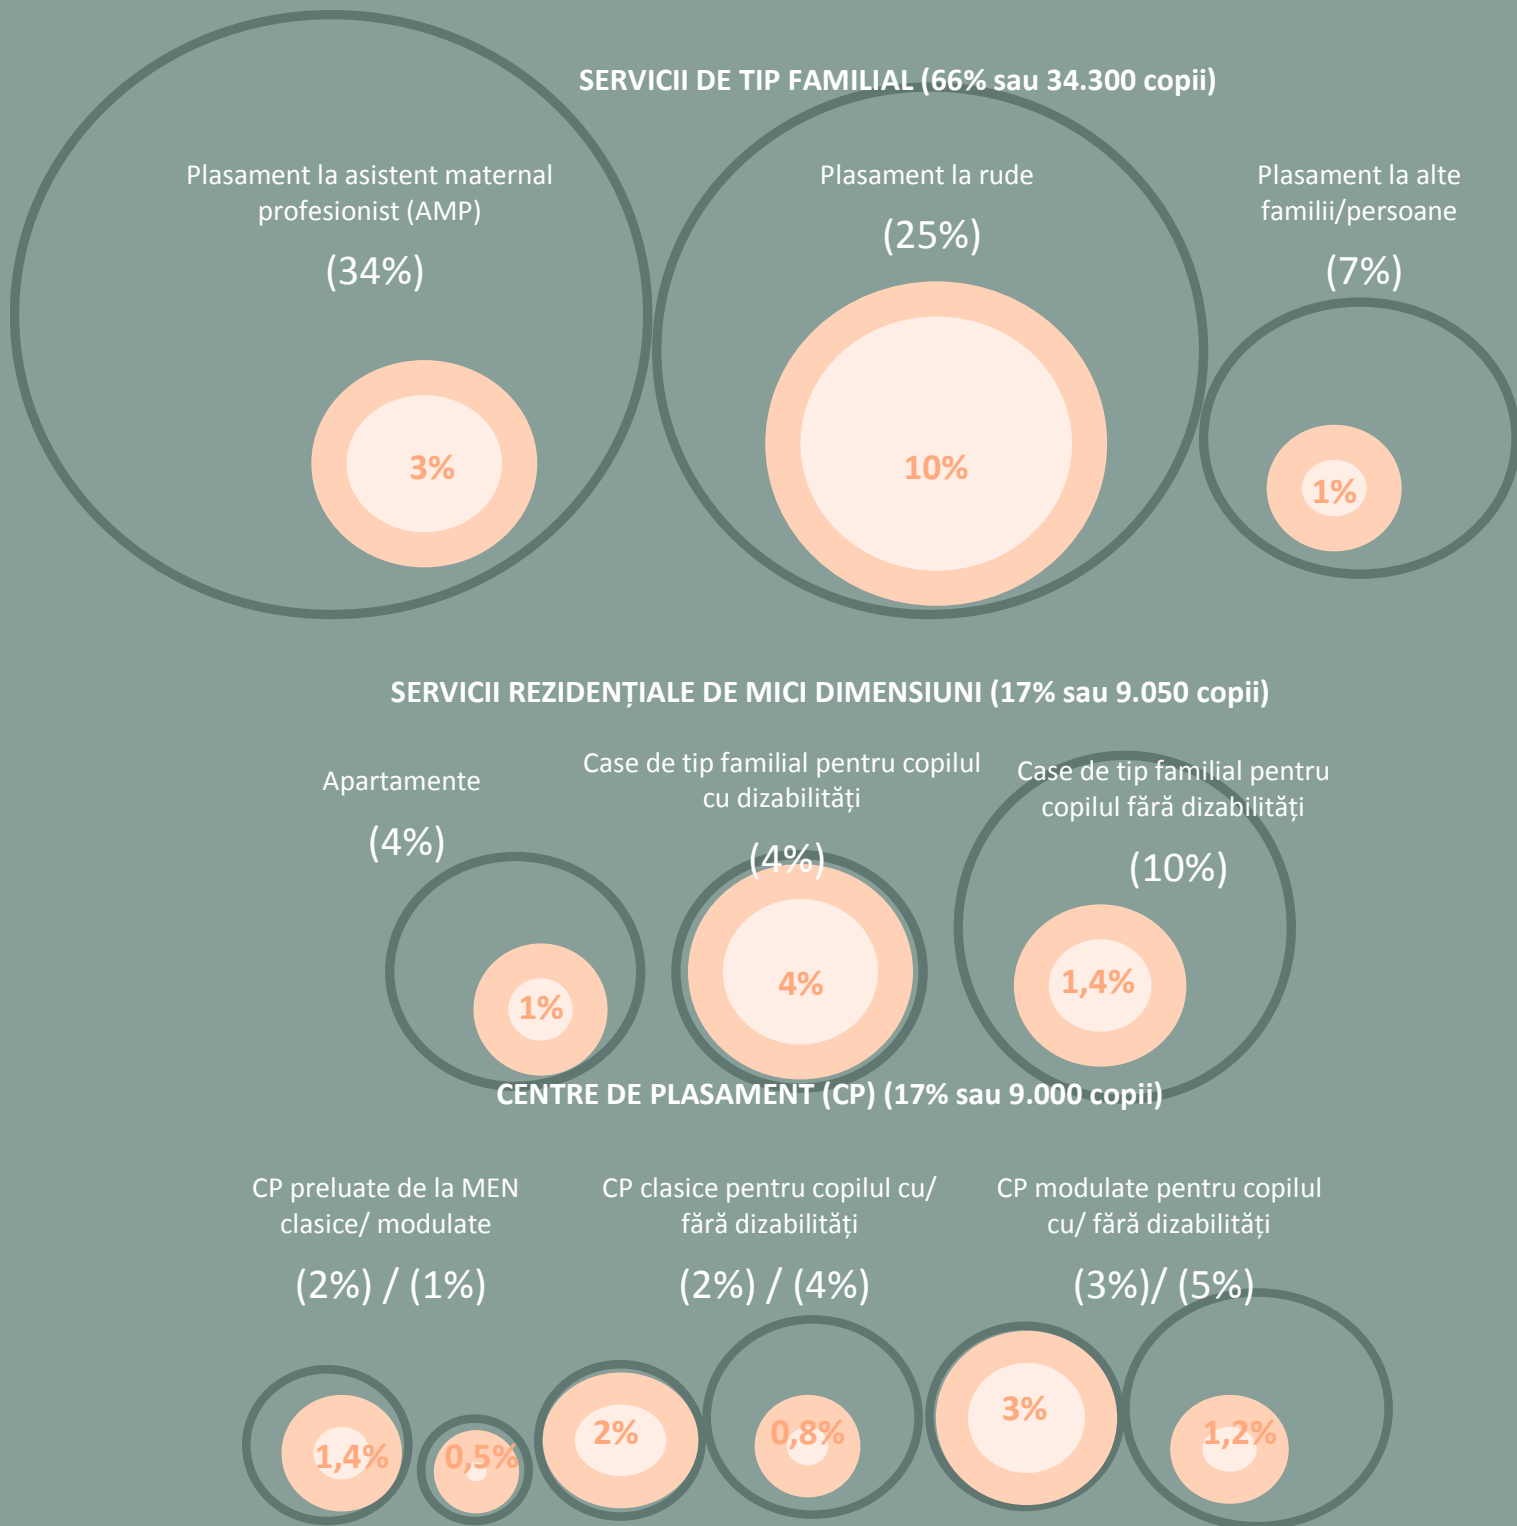 SERVICII DE TIP FAMILIAL (66% sau 34.300 copii)
Plasament la asistent maternal
profesionist (AMP)
(34%)
Plasament la rude
(25%)
Plasament la alte
familii/persoane
(7%)
3%
10%
1%
SERVICII REZIDENȚIALE DE MICI DIMENSIUNI (17% sau 9.050 copii)
Apartamente
(4%)
Case de tip familial pentru copilul
cu dizabilități
(4%)
Case de tip familial pentru
copilul fără dizabilități
(10%)
1%
4%
1,4%
CENTRE DE PLASAMENT (CP) (17% sau 9.000 copii)
CP preluate de la MEN
clasice/ modulate
(2%) / (1%)
CP clasice pentru copilul cu/
fără dizabilități
(2%) / (4%)
CP modulate pentru copilul
cu/ fără dizabilități
(3%)/ (5%)
1,4%
0,5%
2%
0,8%
3%
1,2%